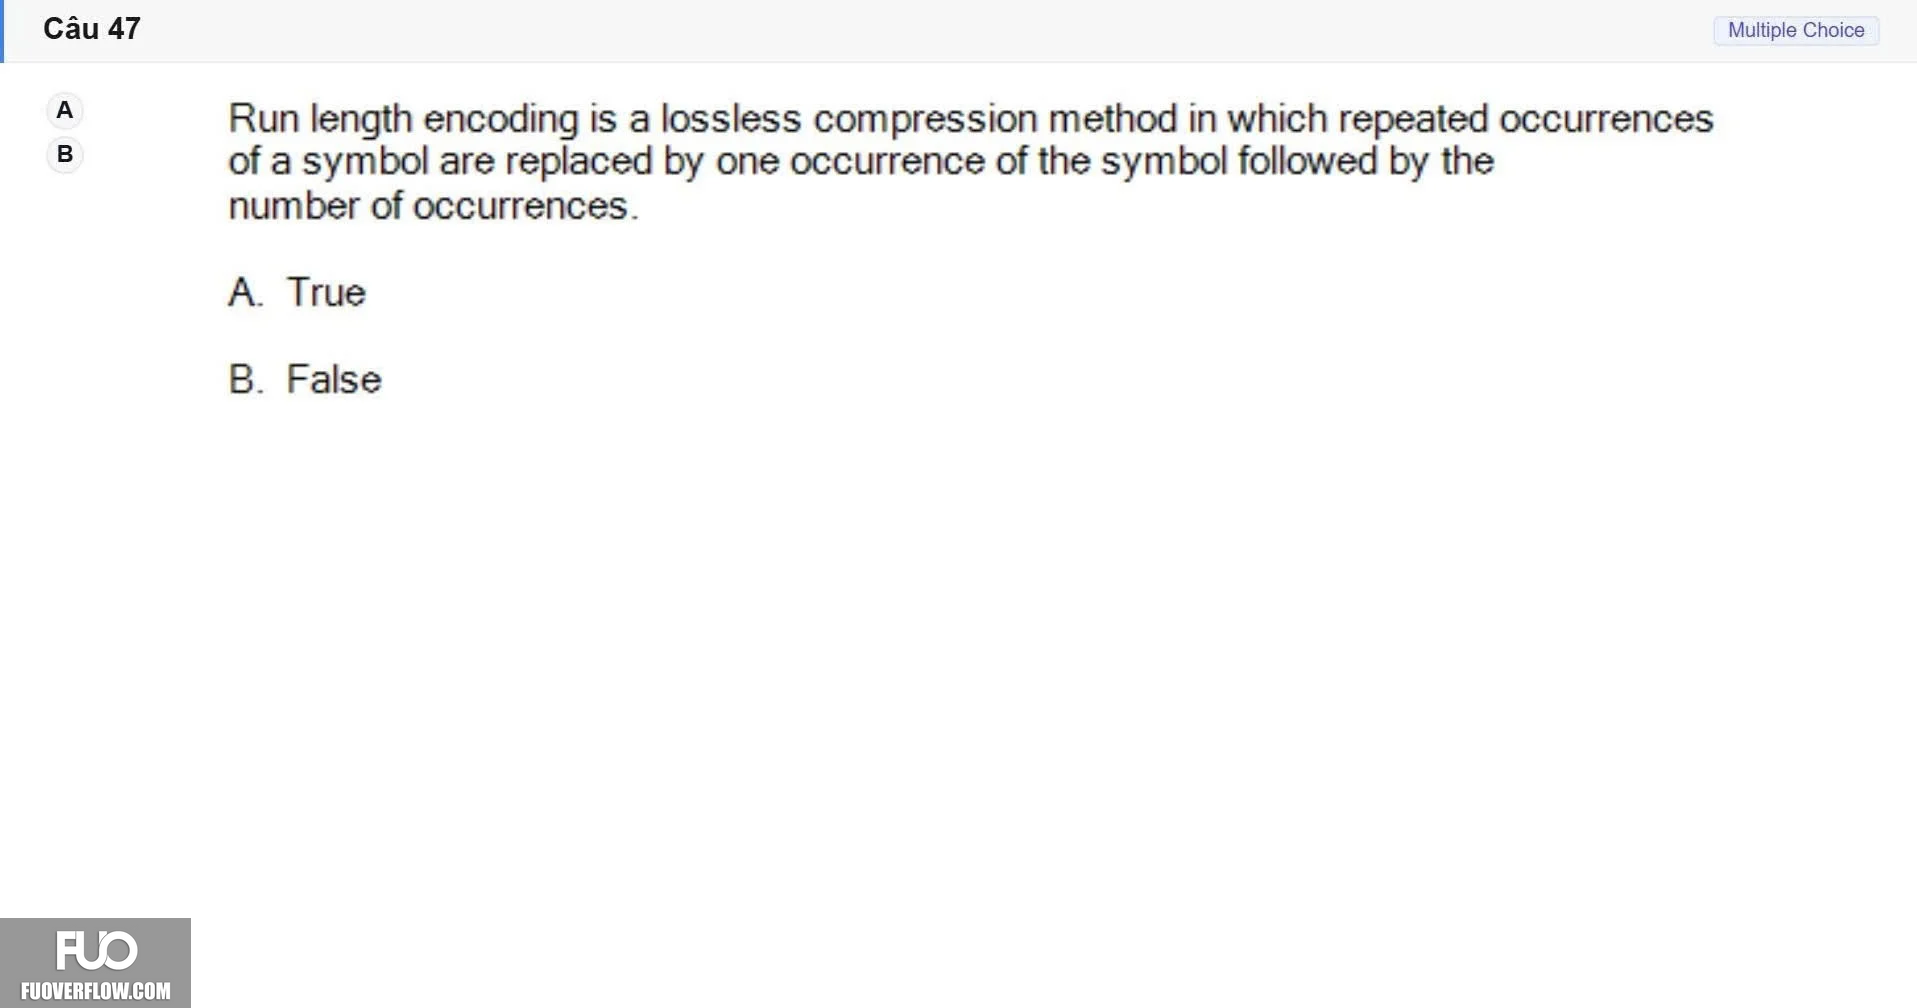 Câu 47
Multiple Choice
A
B
Run length encoding is a lossless compression method in which repeated occurrences
of a symbol are replaced by one occurrence of the symbol followed by the
number of occurrences.
A. True
B. False
FUO
FUOVERFLOW.COM